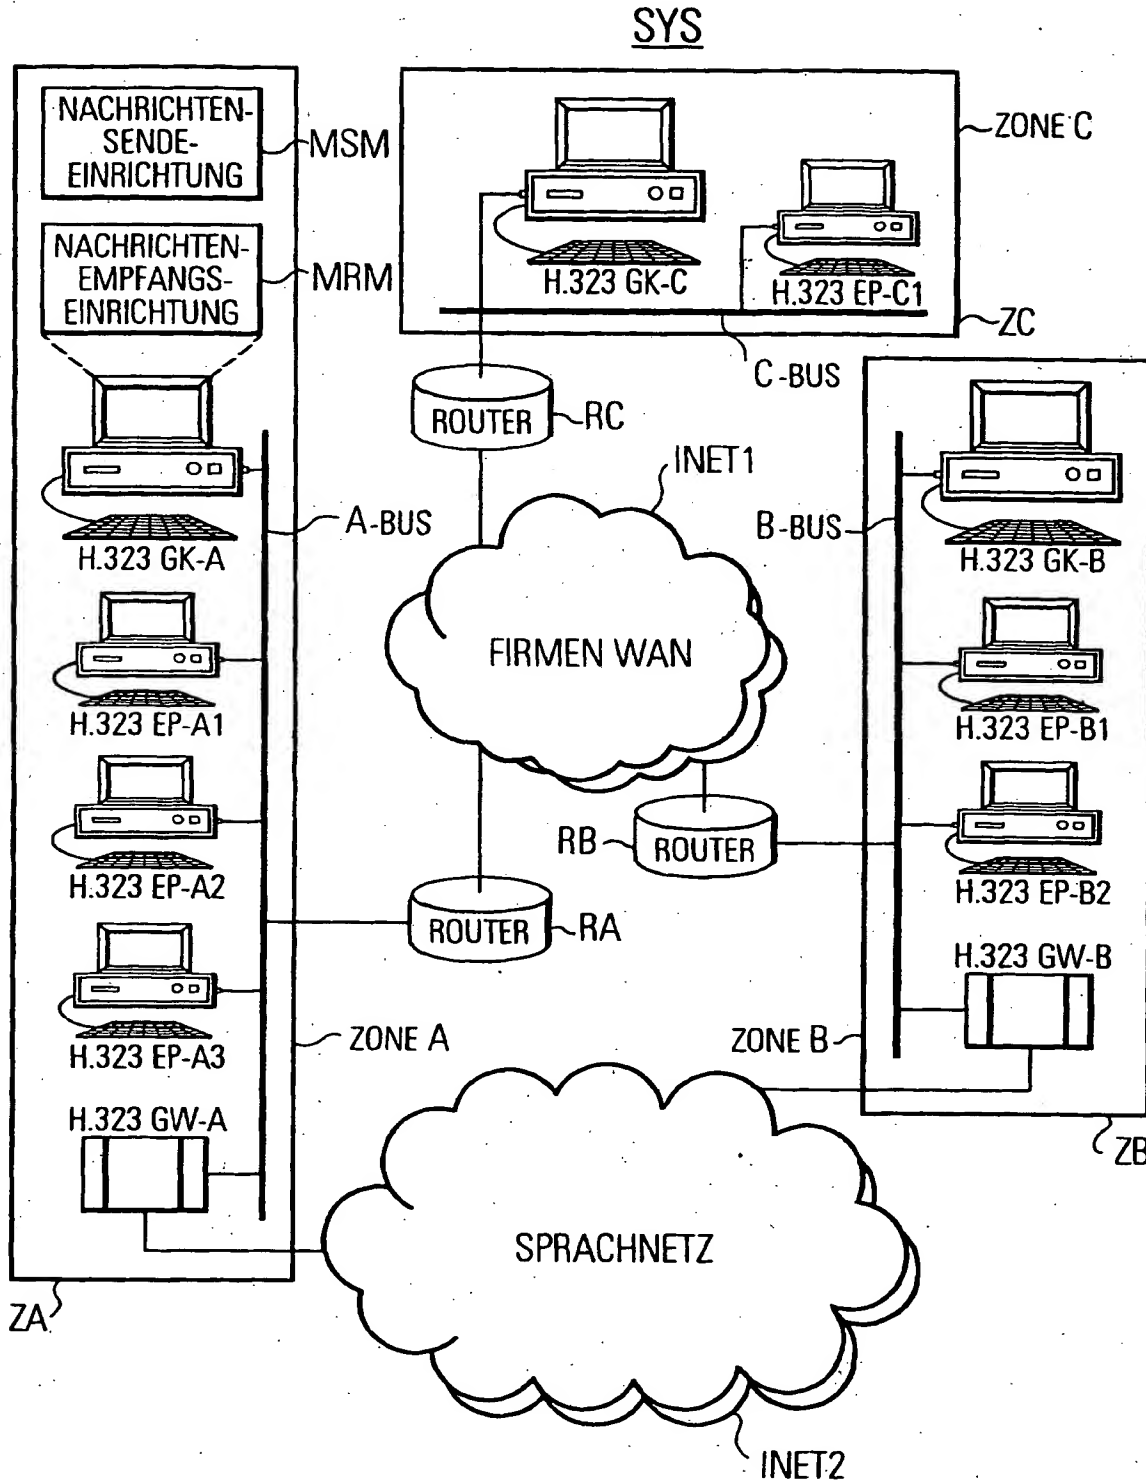 SYS
NACHRICHTEN-
SENDE-
EINRICHTUNG
MSM
NACHRICHTEN-
EMPFANGS-
EINRICHTUNG
MRM
H.323 GK-A
A-BUS
H.323 EP-A1
H.323 EP-A2
H.323 EP-A3
ZONE A
H.323 GW-A
ZA
ZONE C
H.323 GK-C
H.323 EP-C1
ZC
C-BUS
ROUTER
RC
INET1
FIRMEN WAN
B-BUS
H.323 GK-B
H.323 EP-B1
RB
ROUTER
H.323 EP-B2
ROUTER
RA
H.323 GW-B
ZONE B
ZB
SPRACHNETZ
INET2